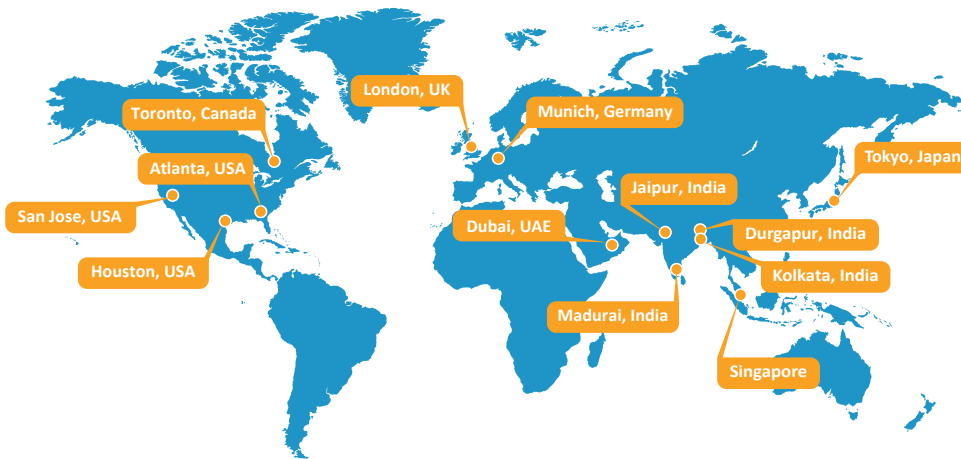 London, UK
Toronto, Canada
Munich, Germany
Atlanta, USA
Tokyo, Japan
Jaipur, India
San Jose, USA
Dubai, UAE
Durgapur, India
Houston, USA
Kolkata, India
Madurai, India
Singapore